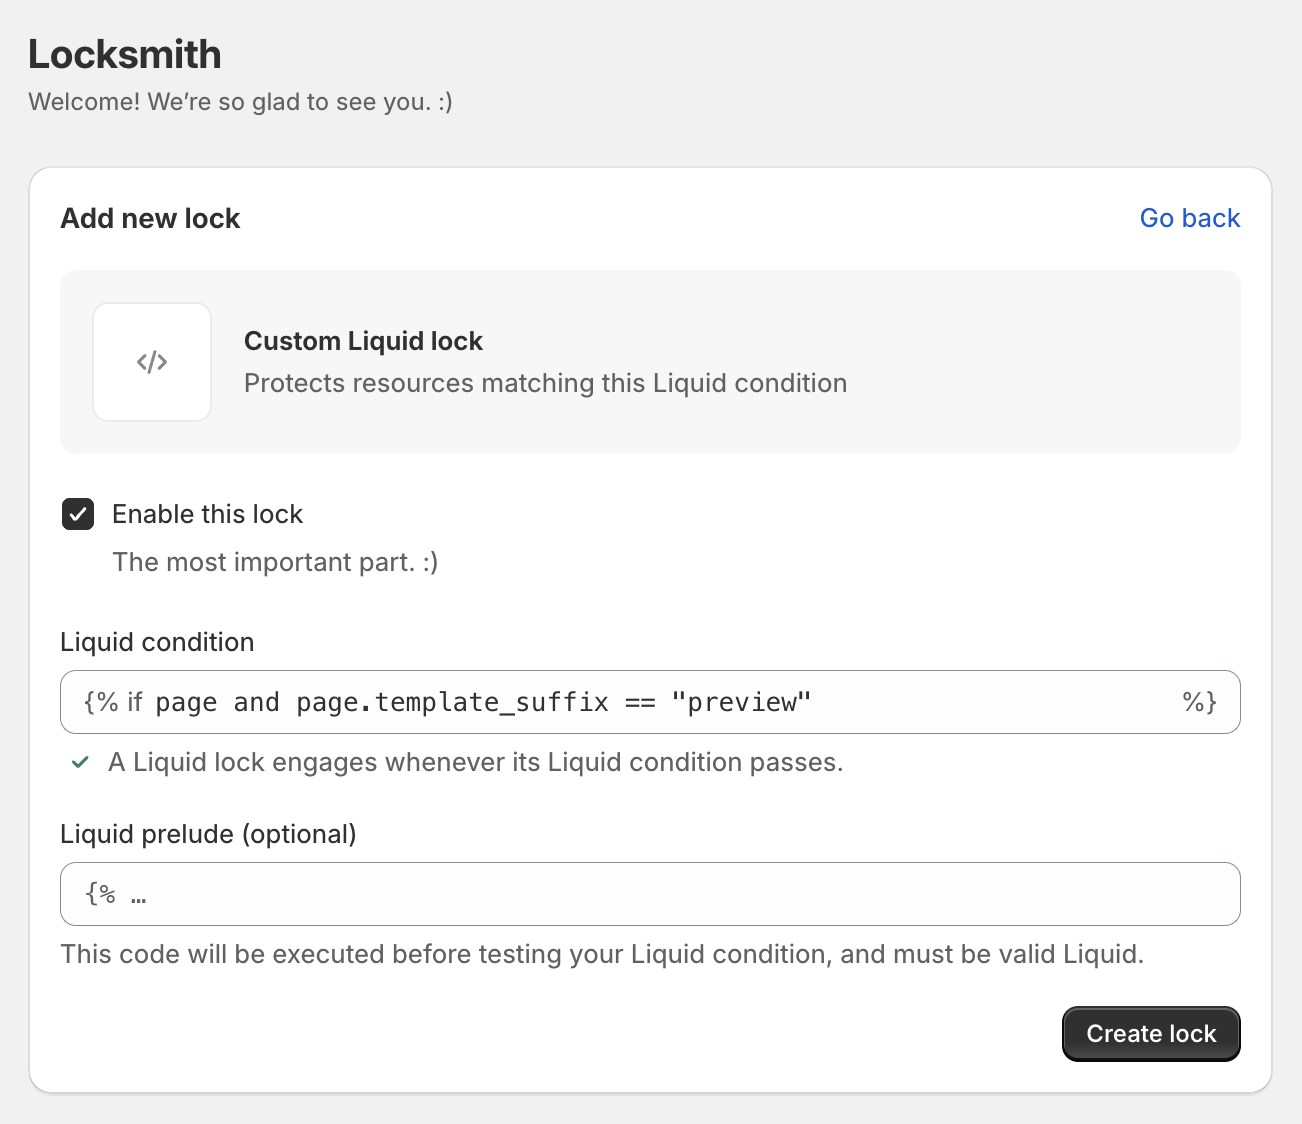 Locksmith
Welcome! We’re so glad to see you. :)
Add new lock
Go back
</>
Custom Liquid lock
Protects resources matching this Liquid condition
Enable this lock
The most important part. :)
Liquid condition
{% if page and page.template_suffix == "preview" %}
A Liquid lock engages whenever its Liquid condition passes.
Liquid prelude (optional)
{% …
This code will be executed before testing your Liquid condition, and must be valid Liquid.
Create lock